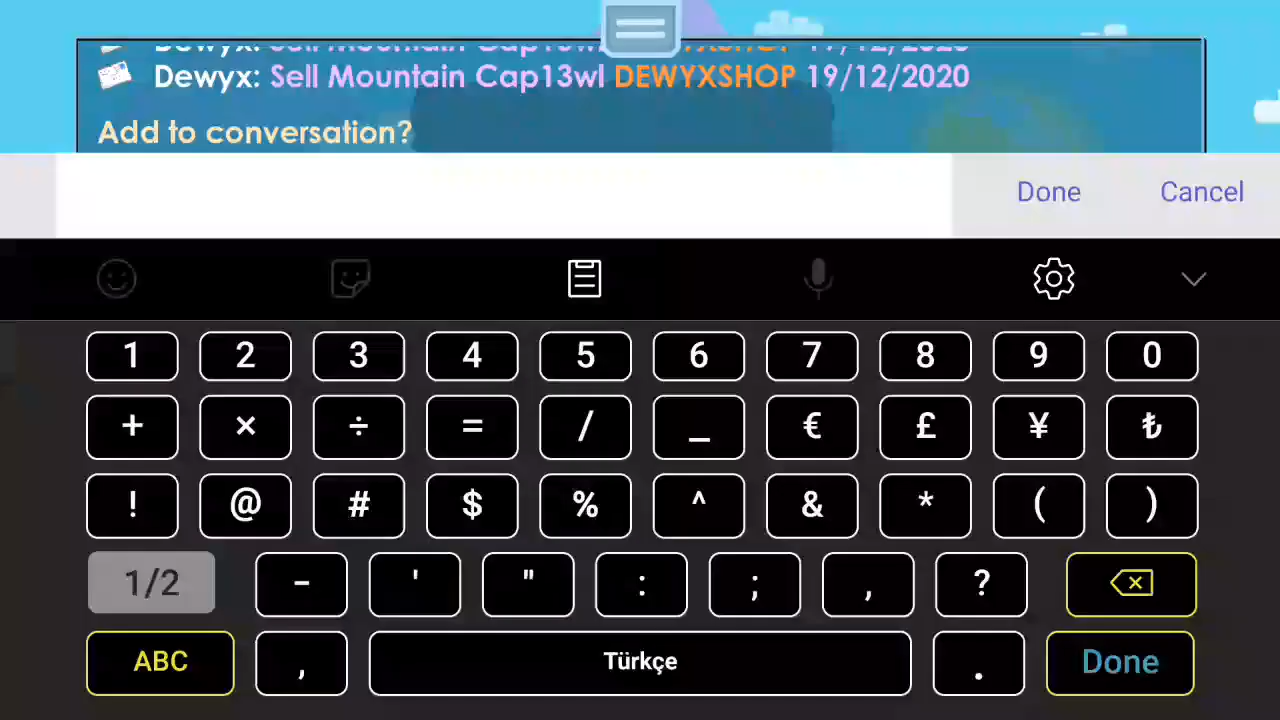 Dewyx: Sell Mountain Cap13wl DEWYXSHOP 19/12/2020
Add to conversation?
Done Cancel
1 2 3 4 5 6 7 8 9 0
+ × ÷ = / _ € £ ¥ ₺
! @ # $ % ^ & * ( )
1/2 - ' " : ; , ?
ABC , Türkçe . Done